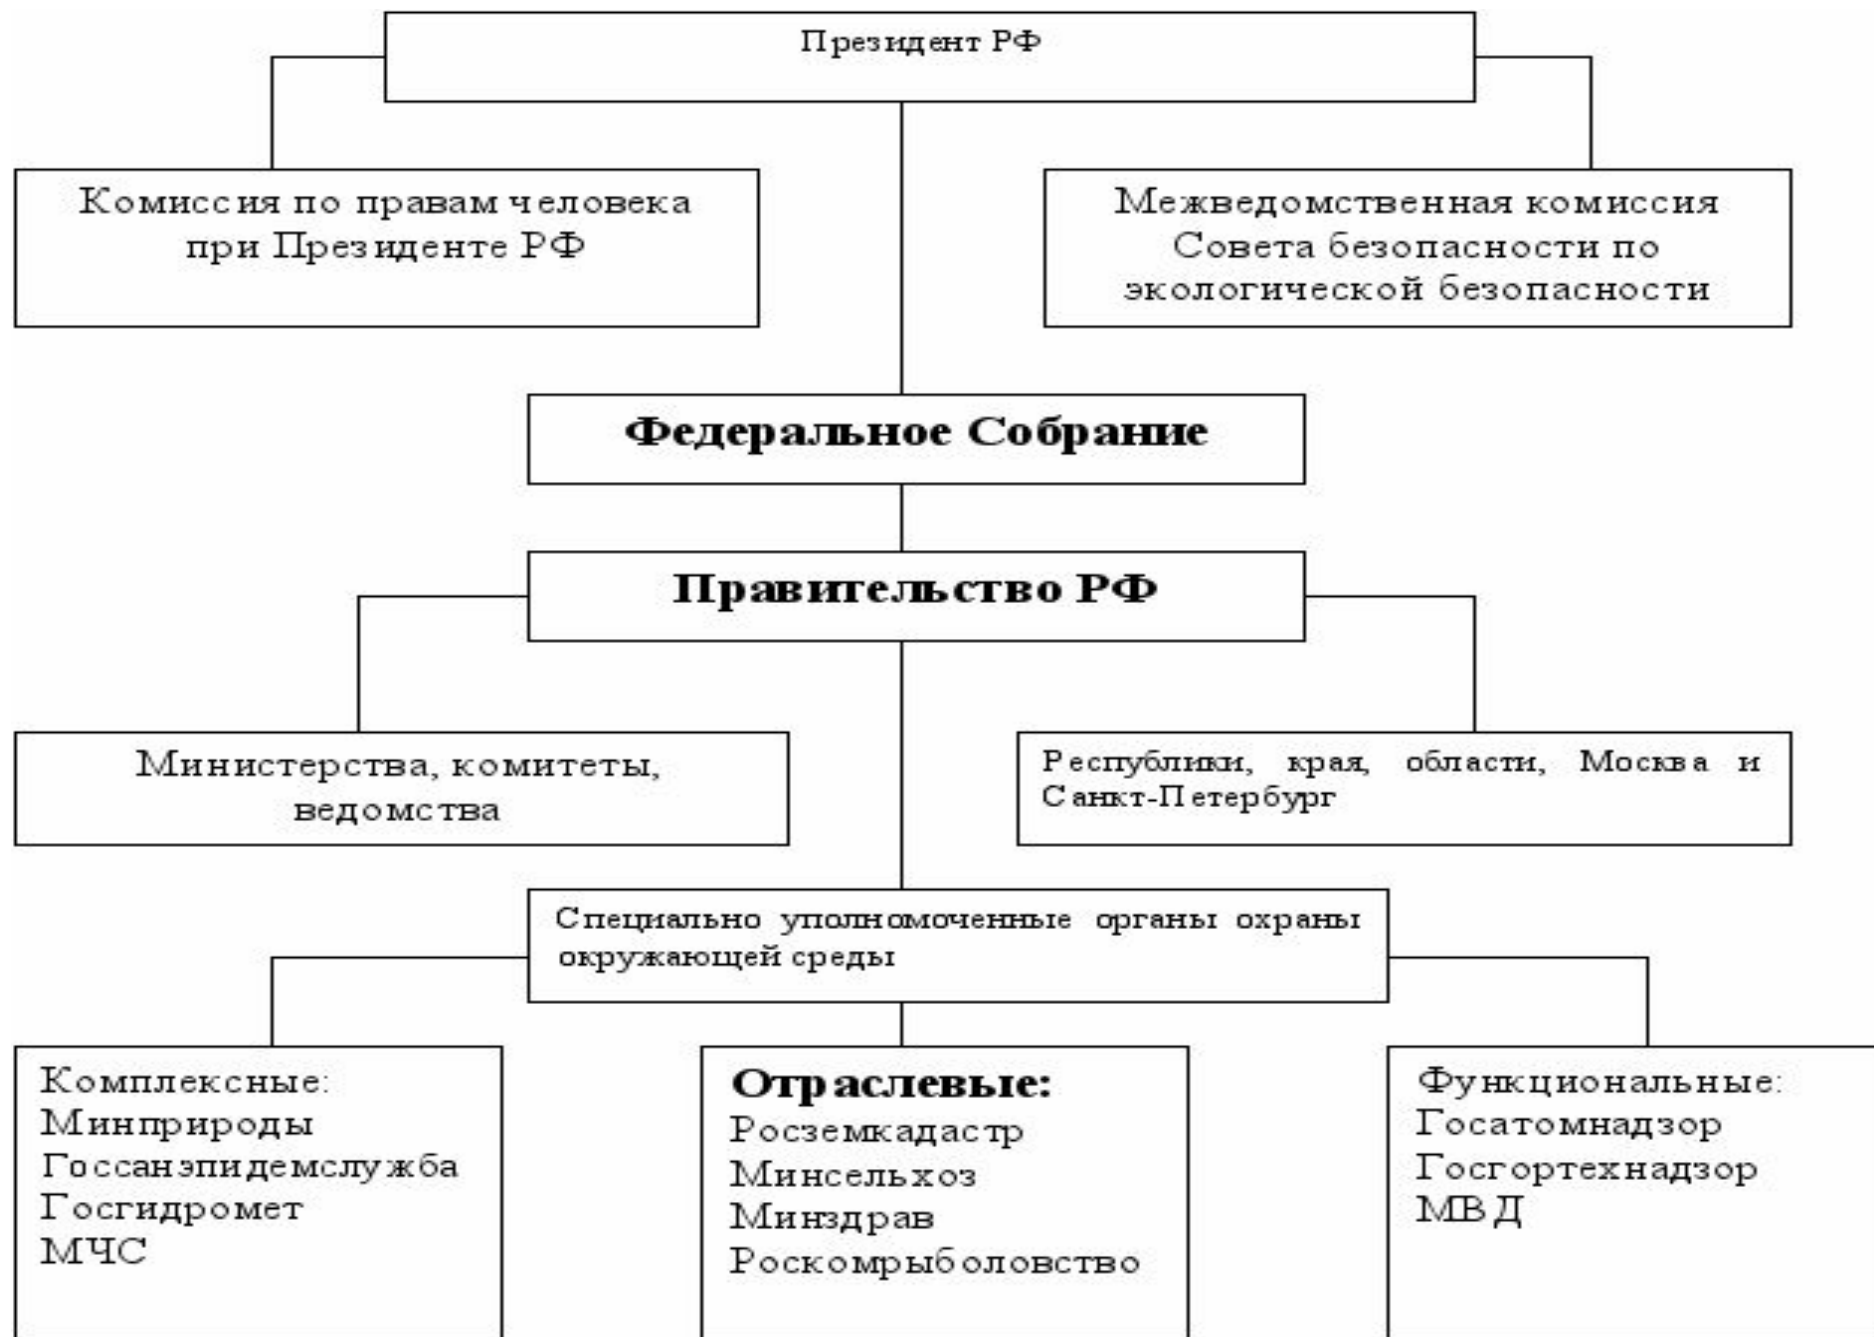 Президент РФ
Комиссия по правам человека
при Президенте РФ
Межведомственная комиссия
Совета безопасности по
экологической безопасности
Федеральное Собрание
Правительство РФ
Министерства, комитеты,
ведомства
Республики, края, области, Москва и
Санкт-Петербург
Специально уполномоченные органы охраны
окружающей среды
Комплексные:
Минприроды
Госсанэпидемслужба
Госгидромет
МЧС
Отраслевые:
Росземкадастр
Минсельхоз
Минздрав
Роскомрыболовство
Функциональные:
Госатомнадзор
Госгортехнадзор
МВД